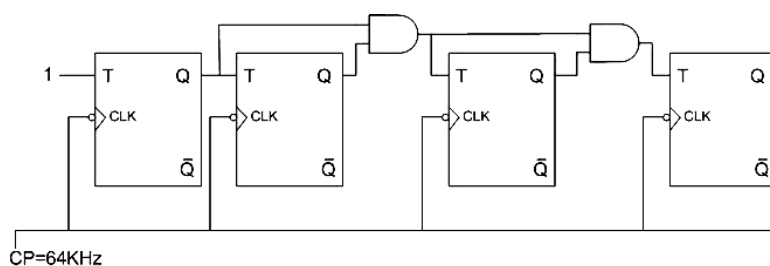 1 T Q T Q T Q T
CLK CLK CLK CLK
Q̄ Q̄ Q̄ Q̄
CP=64KHz